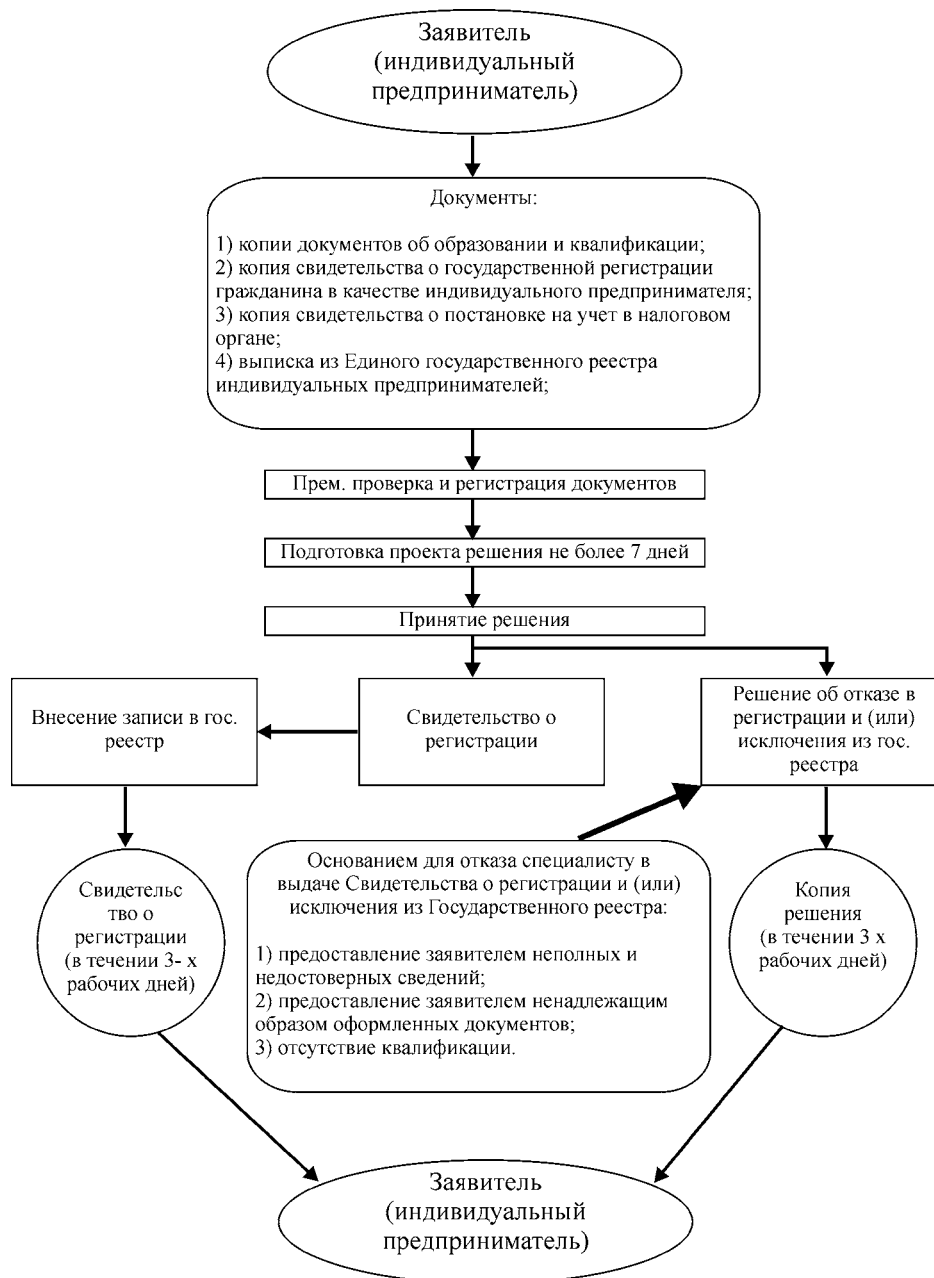 Заявитель
(индивидуальный
предприниматель)
Документы:
1) копии документов об образовании и квалификации;
2) копия свидетельства о государственной регистрации
гражданина в качестве индивидуального предпринимателя;
3) копия свидетельства о постановке на учет в налоговом
органе;
4) выписка из Единого государственного реестра
индивидуальных предпринимателей;
Прем. проверка и регистрация документов
Подготовка проекта решения не более 7 дней
Принятие решения
Внесение записи в гос.
реестр
Свидетельство о
регистрации
Решение об отказе в
регистрации и (или)
исключения из гос.
реестра
Свидетельс
тво о
регистрации
(в течении 3- х
рабочих дней)
Основанием для отказа специалисту в
выдаче Свидетельства о регистрации и (или)
исключения из Государственного реестра:
1) предоставление заявителем неполных и
недостоверных сведений;
2) предоставление заявителем ненадлежащим
образом оформленных документов;
3) отсутствие квалификации.
Копия
решения
(в течении 3 х
рабочих дней)
Заявитель
(индивидуальный
предприниматель)